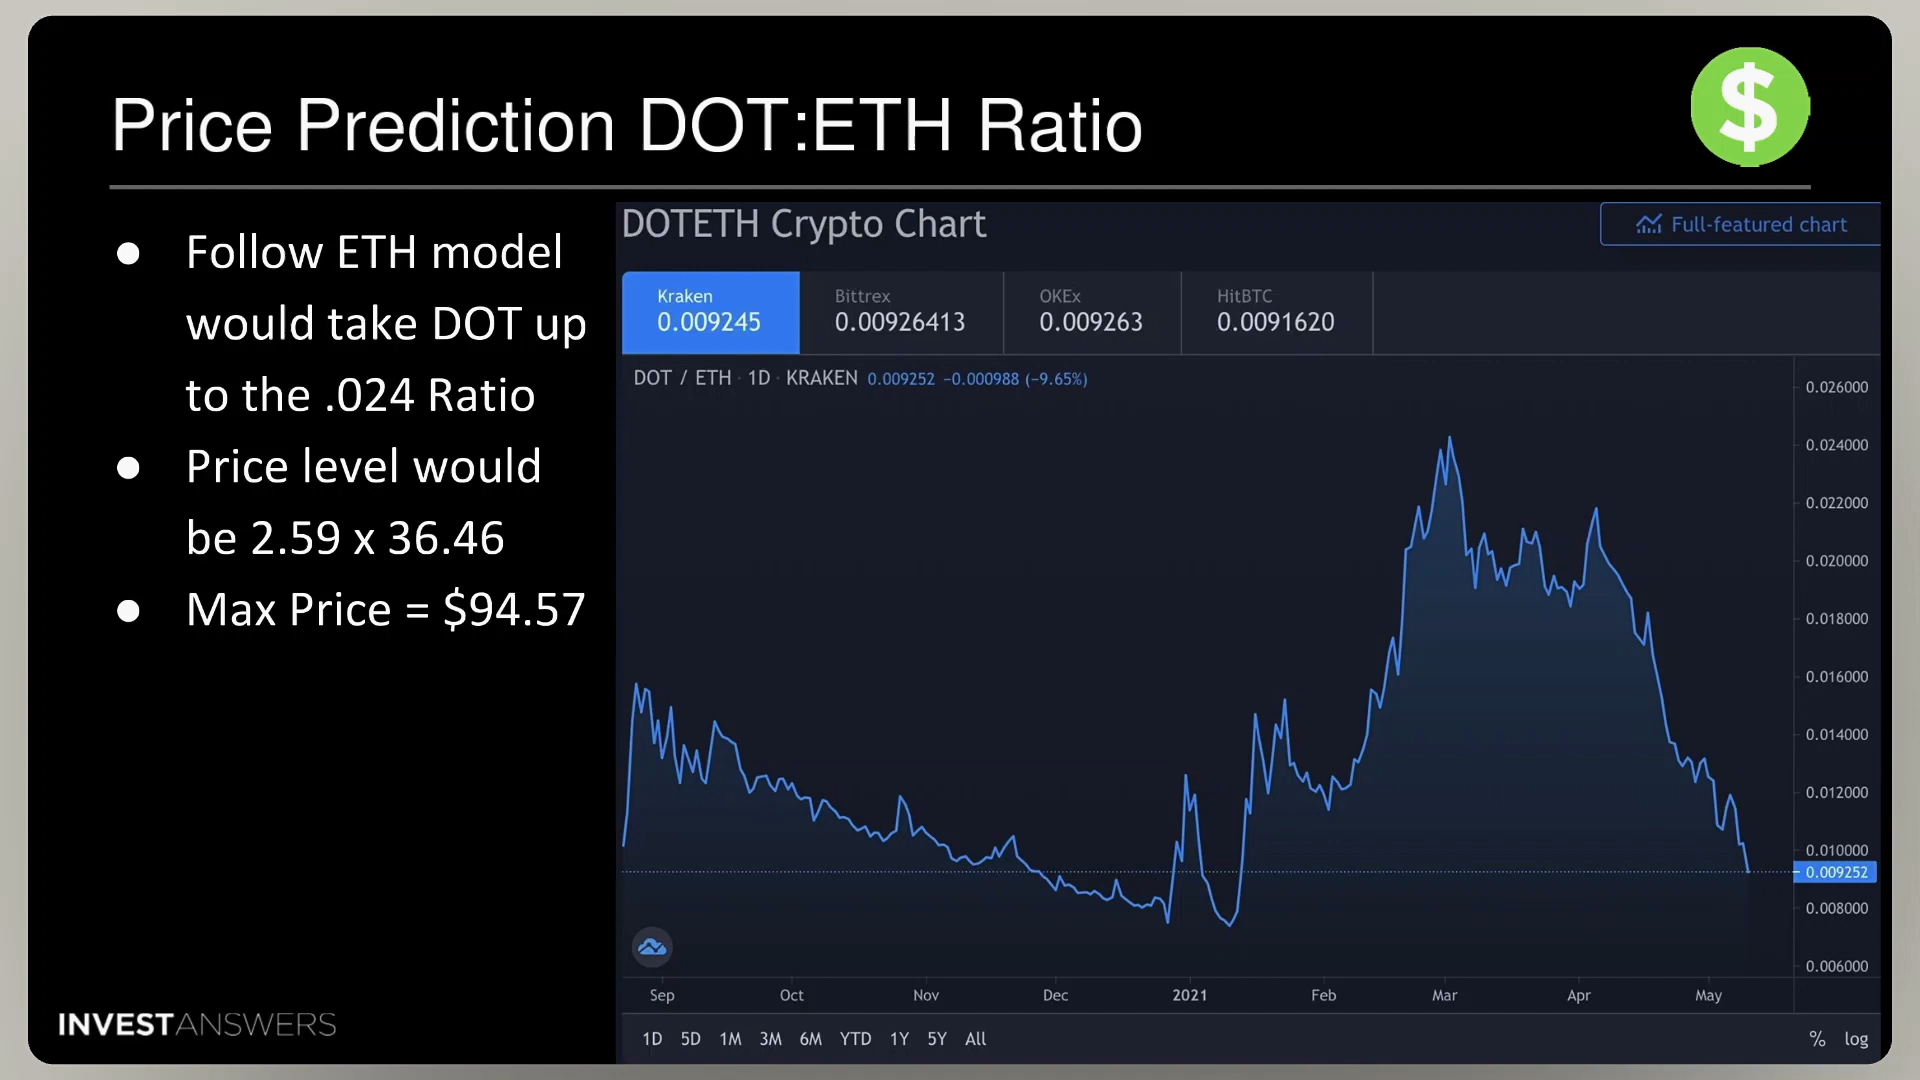 Price Prediction DOT:ETH Ratio
$
● Follow ETH model
would take DOT up
to the .024 Ratio
● Price level would
be 2.59 x 36.46
● Max Price = $94.57
DOTETH Crypto Chart
Full-featured chart
Kraken Bittrex OKEx HitBTC
0.009245 0.00926413 0.009263 0.0091620
DOT / ETH · 1D · KRAKEN 0.009252 −0.000988 (−9.65%)
0.026000
0.024000
0.022000
0.020000
0.018000
0.016000
0.014000
0.012000
0.010000
0.009252
0.008000
0.006000
Sep Oct Nov Dec 2021 Feb Mar Apr May
1D 5D 1M 3M 6M YTD 1Y 5Y All % log
INVESTANSWERS